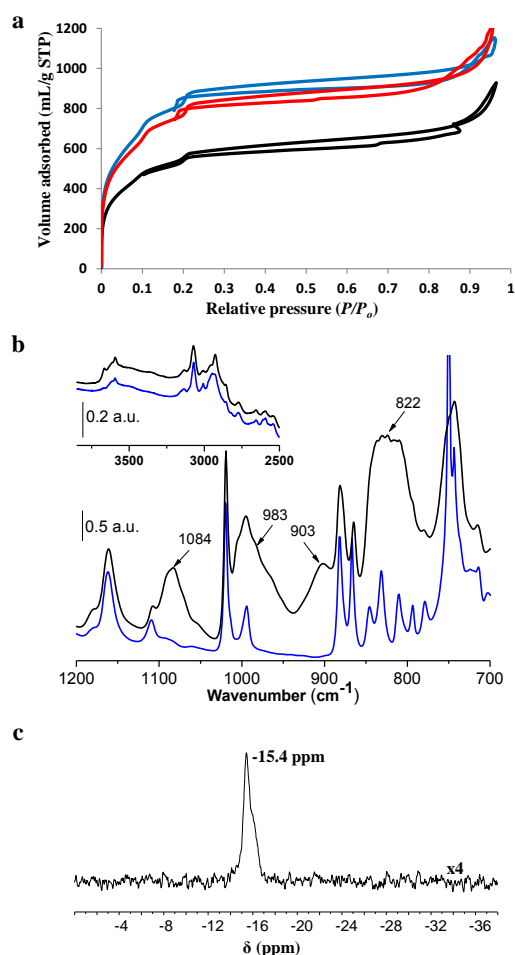 a
1200
1000
800
600
400
200
0
Volume adsorbed (mL/g STP)
0 0.1 0.2 0.3 0.4 0.5 0.6 0.7 0.8 0.9 1
Relative pressure (P/Po)
b
0.2 a.u.
3500 3000 2500
822
0.5 a.u.
1084
983
903
1200 1100 1000 900 800 700
Wavenumber (cm-1)
c
-15.4 ppm
x4
-4 -8 -12 -16 -20 -24 -28 -32 -36
δ (ppm)